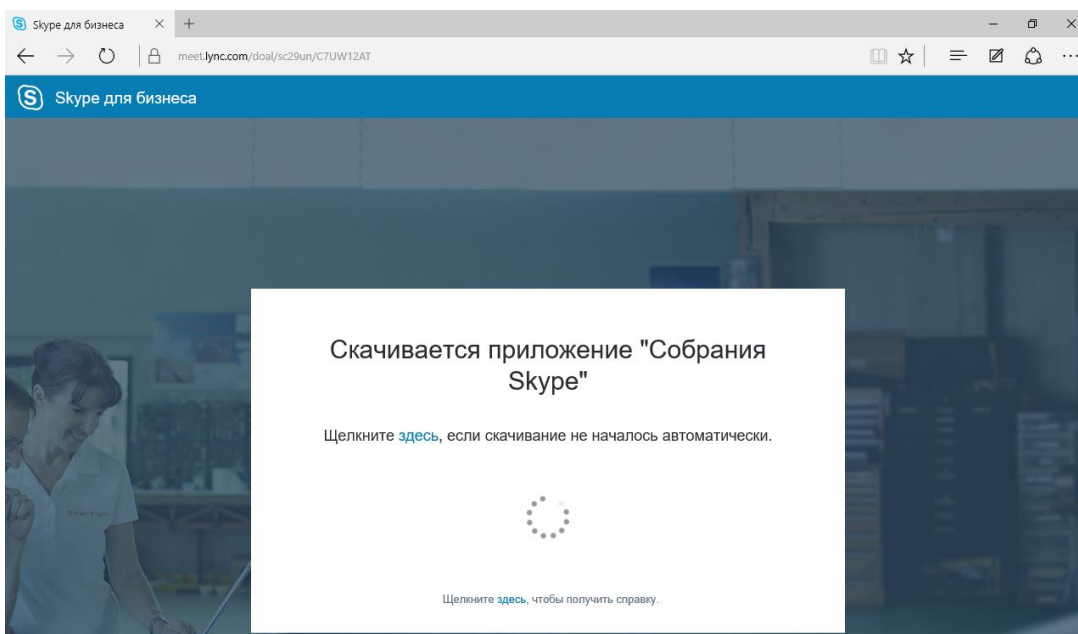 Skype для бизнеса
meet.lync.com/doal/sc29un/C7UW12AT
Skype для бизнеса
Скачивается приложение "Собрания
Skype"
Щелкните здесь, если скачивание не началось автоматически.
Щелкните здесь, чтобы получить справку.